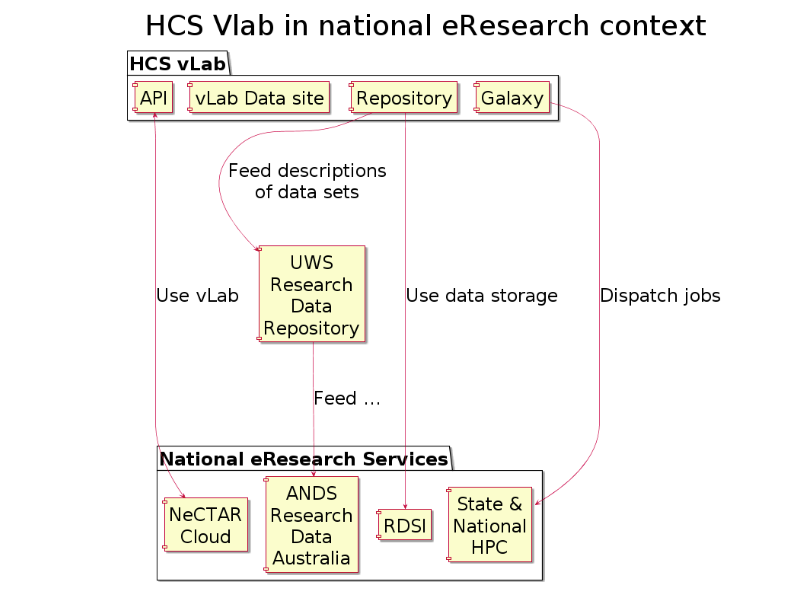 HCS Vlab in national eResearch context
HCS vLab
API
vLab Data site
Repository
Galaxy
Feed descriptions
of data sets
UWS
Research
Data
Repository
Use vLab
Use data storage
Dispatch jobs
Feed ...
National eResearch Services
NeCTAR
Cloud
ANDS
Research
Data
Australia
RDSI
State &
National
HPC